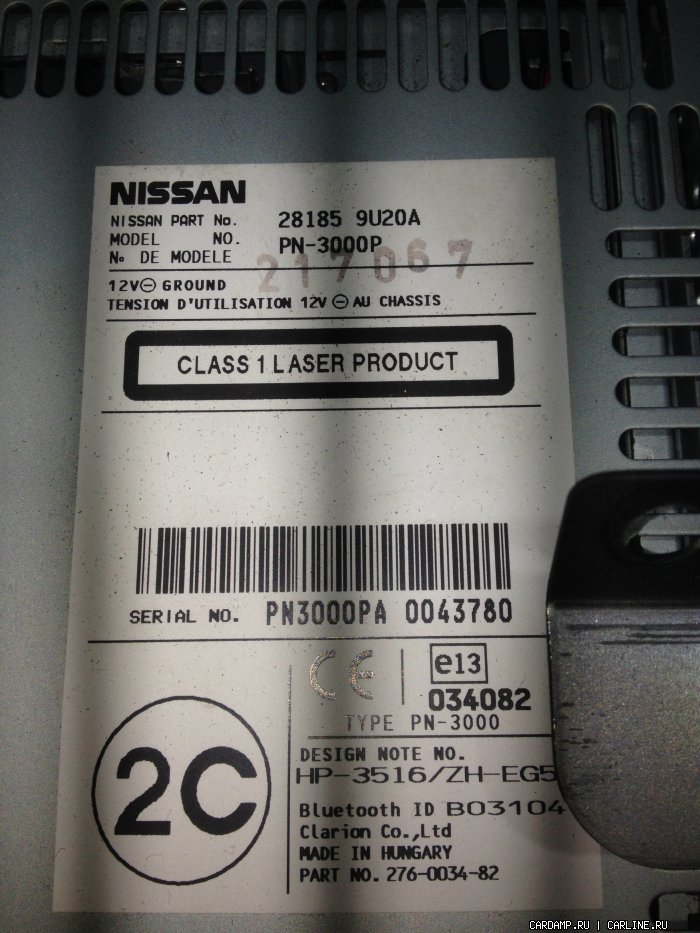 NISSAN
NISSAN PART No. 28185 9U20A
MODEL NO. PN-3000P
No DE MODELE
217067
12V⊖ GROUND
TENSION D'UTILISATION 12V ⊖ AU CHASSIS
CLASS 1 LASER PRODUCT
SERIAL NO. PN3000PA 0043780
2C
CE
e13
034082
TYPE PN-3000
DESIGN NOTE NO.
HP-3516/ZH-EG5
Bluetooth ID B03104
Clarion Co.,Ltd
MADE IN HUNGARY
PART NO. 276-0034-82
CARDAMP.RU | CARLINE.RU